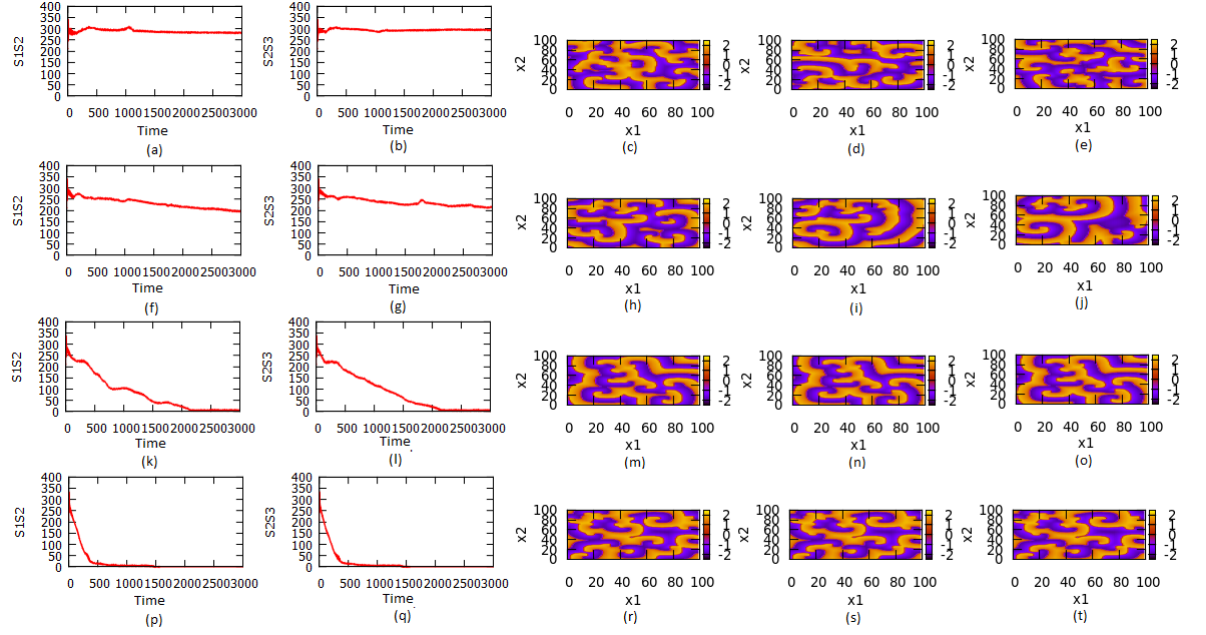 S1S2
400
350
300
250
200
150
100
50
0
0 500 1000 1500 2000 2500 3000
Time
(a)
S2S3
400
350
300
250
200
150
100
50
0
0 500 1000 1500 2000 2500 3000
Time
(b)
x2
100
80
60
40
20
0
0 20 40 60 80 100
x1
(c)
2
1
0
-1
-2
x2
100
80
60
40
20
0
0 20 40 60 80 100
x1
(d)
2
1
0
-1
-2
x2
100
80
60
40
20
0
0 20 40 60 80 100
x1
(e)
2
1
0
-1
-2
S1S2
400
350
300
250
200
150
100
50
0
0 500 1000 1500 2000 2500 3000
Time
(f)
S2S3
400
350
300
250
200
150
100
50
0
0 500 1000 1500 2000 2500 3000
Time
(g)
x2
100
80
60
40
20
0
0 20 40 60 80 100
x1
(h)
2
1
0
-1
-2
x2
100
80
60
40
20
0
0 20 40 60 80 100
x1
(i)
2
1
0
-1
-2
x2
100
80
60
40
20
0
0 20 40 60 80 100
x1
(j)
2
1
0
-1
-2
S1S2
400
350
300
250
200
150
100
50
0
0 500 1000 1500 2000 2500 3000
Time
(k)
S2S3
400
350
300
250
200
150
100
50
0
0 500 1000 1500 2000 2500 3000
Time
(l)
x2
100
80
60
40
20
0
0 20 40 60 80 100
x1
(m)
2
1
0
-1
-2
x2
100
80
60
40
20
0
0 20 40 60 80 100
x1
(n)
2
1
0
-1
-2
x2
100
80
60
40
20
0
0 20 40 60 80 100
x1
(o)
2
1
0
-1
-2
S1S2
400
350
300
250
200
150
100
50
0
0 500 1000 1500 2000 2500 3000
Time
(p)
S2S3
400
350
300
250
200
150
100
50
0
0 500 1000 1500 2000 2500 3000
Time
(q)
x2
100
80
60
40
20
0
0 20 40 60 80 100
x1
(r)
2
1
0
-1
-2
x2
100
80
60
40
20
0
0 20 40 60 80 100
x1
(s)
2
1
0
-1
-2
x2
100
80
60
40
20
0
0 20 40 60 80 100
x1
(t)
2
1
0
-1
-2